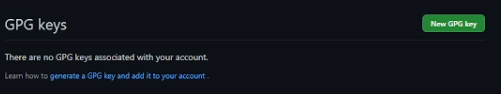 GPG keys
New GPG key
There are no GPG keys associated with your account.
Learn how to generate a GPG key and add it to your account .